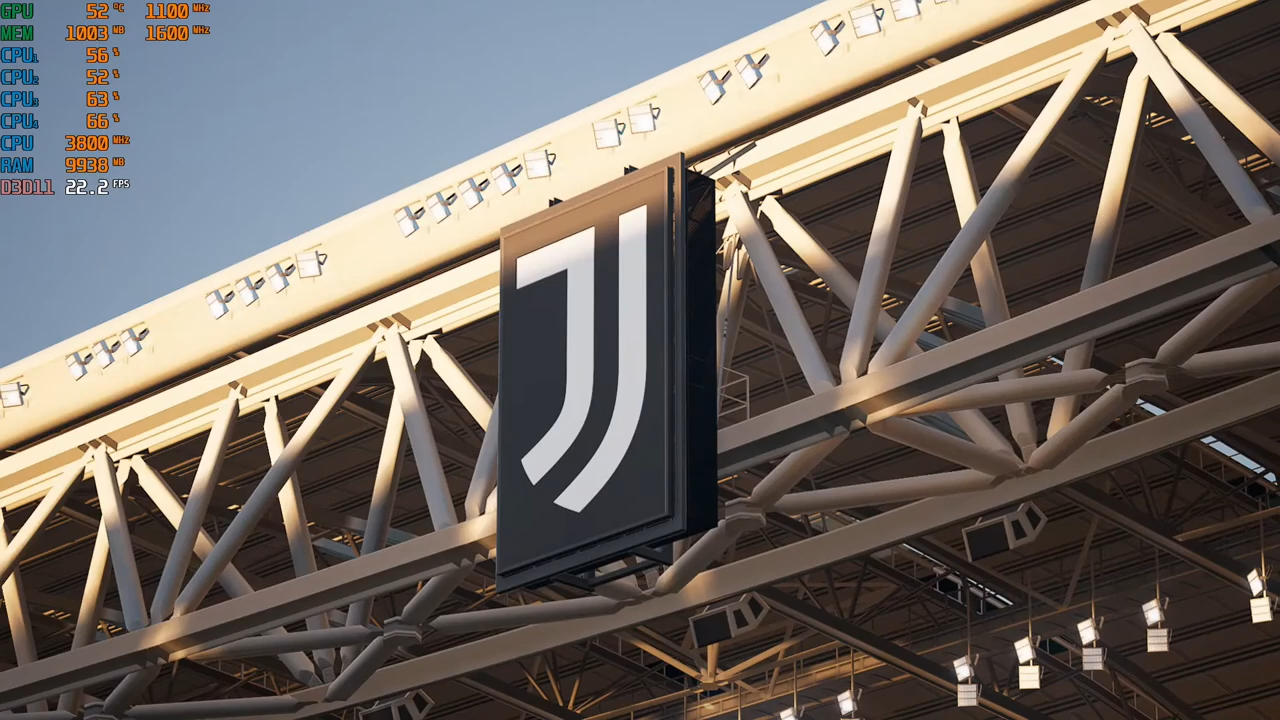 GPU 52 °C 1100 MHz
MEM 1003 MB 1600 MHz
CPU1 56 %
CPU2 52 %
CPU3 63 %
CPU4 66 %
CPU 3800 MHz
RAM 9938 MB
D3D11 22.2 FPS